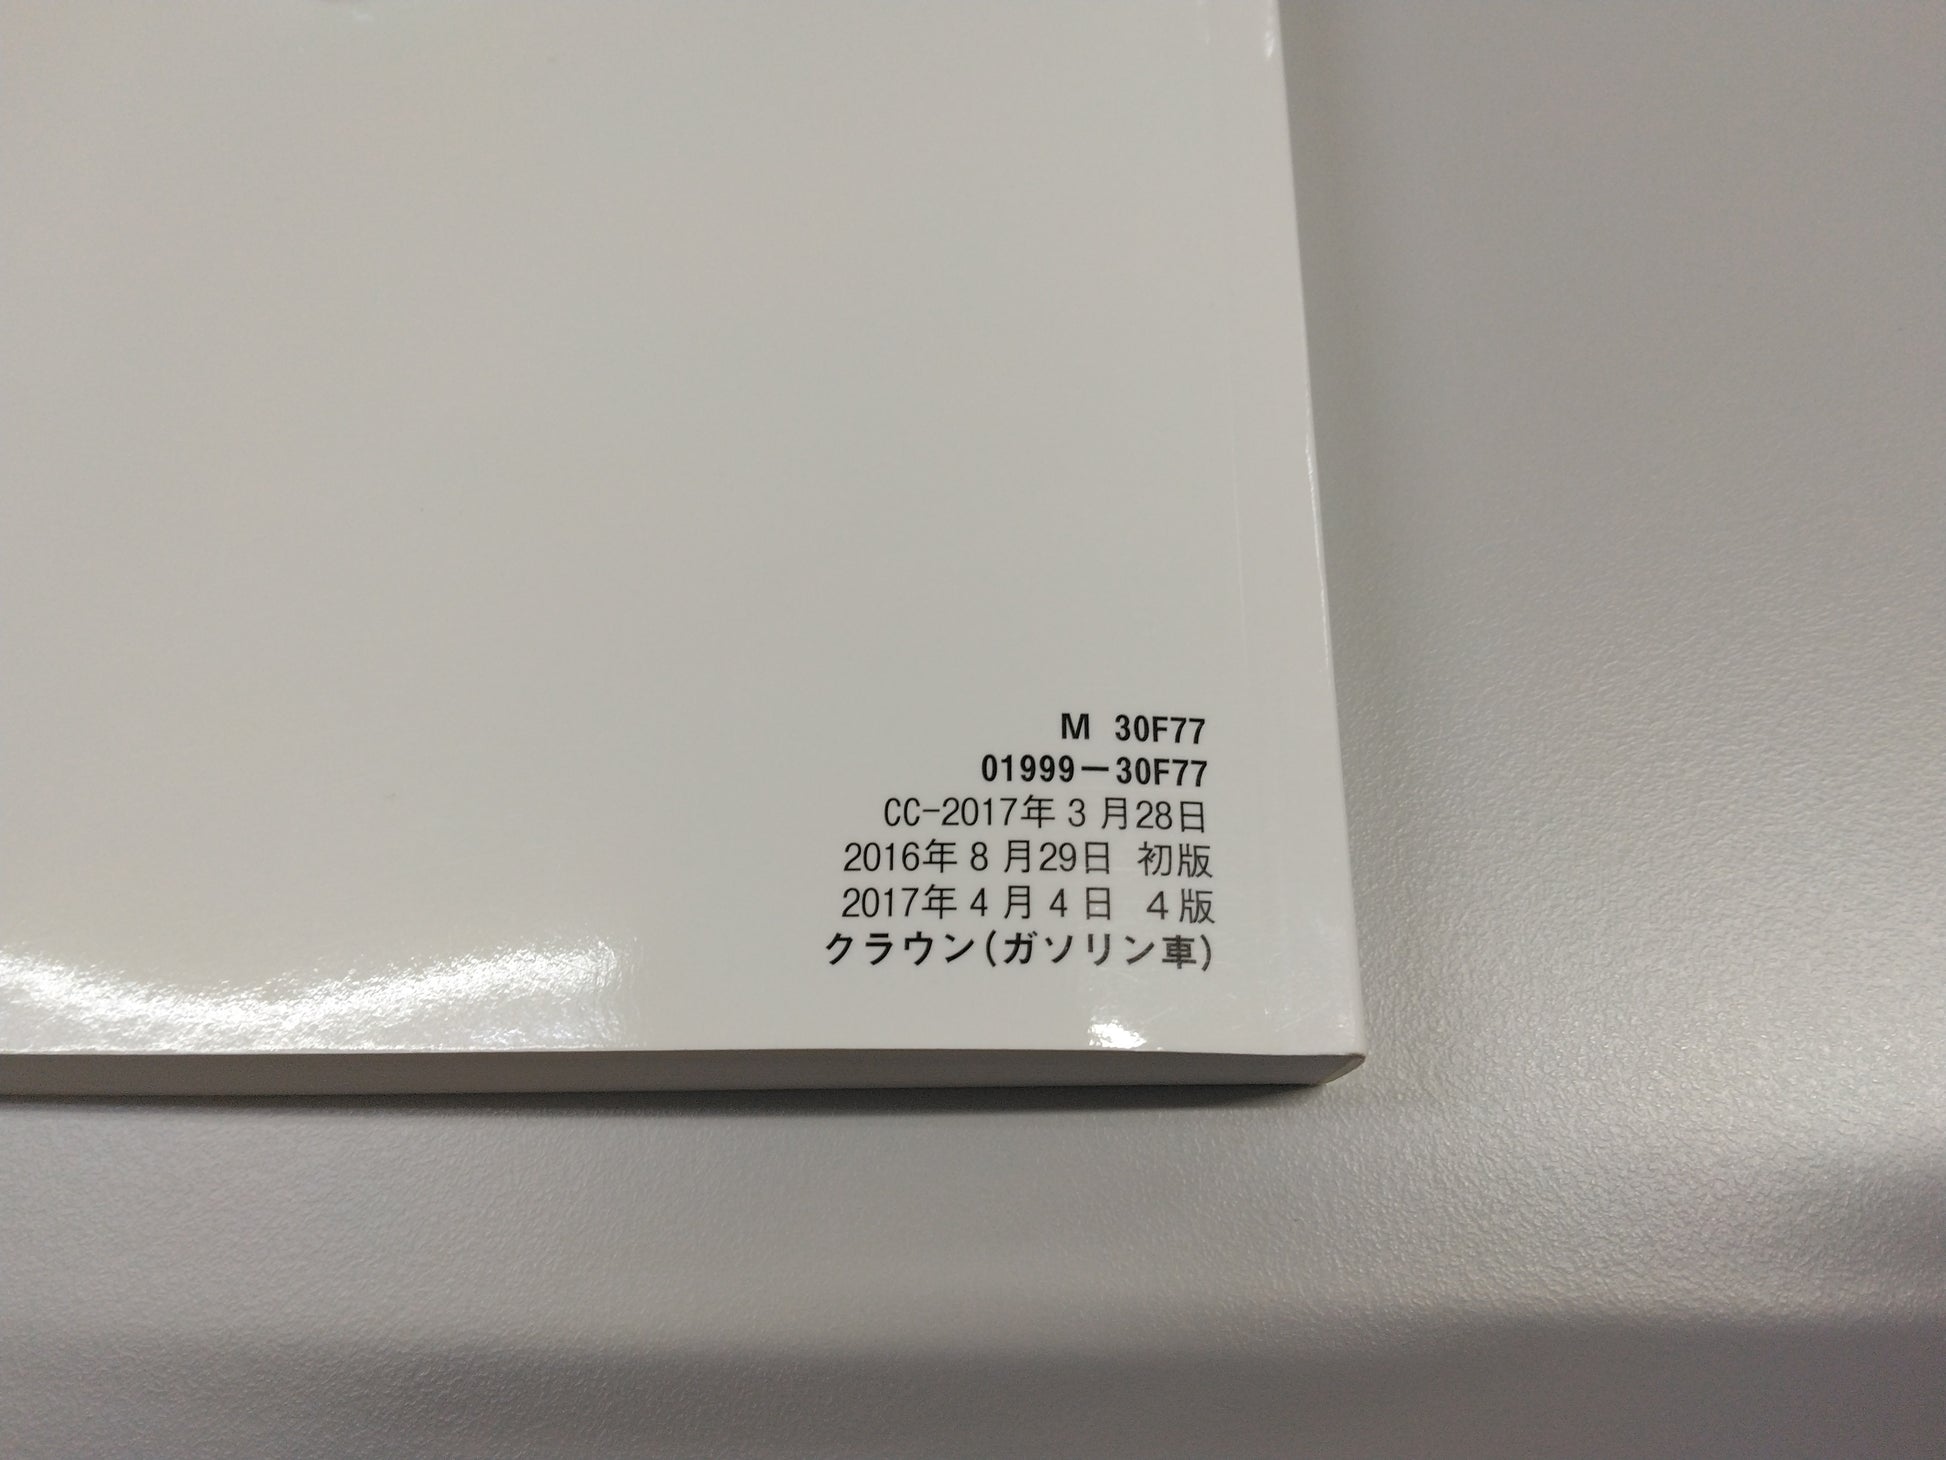 M 30F77
01999－30F77
CC-2017年3月28日
2016年8月29日 初版
2017年4月4日 4版
クラウン(ガソリン車)